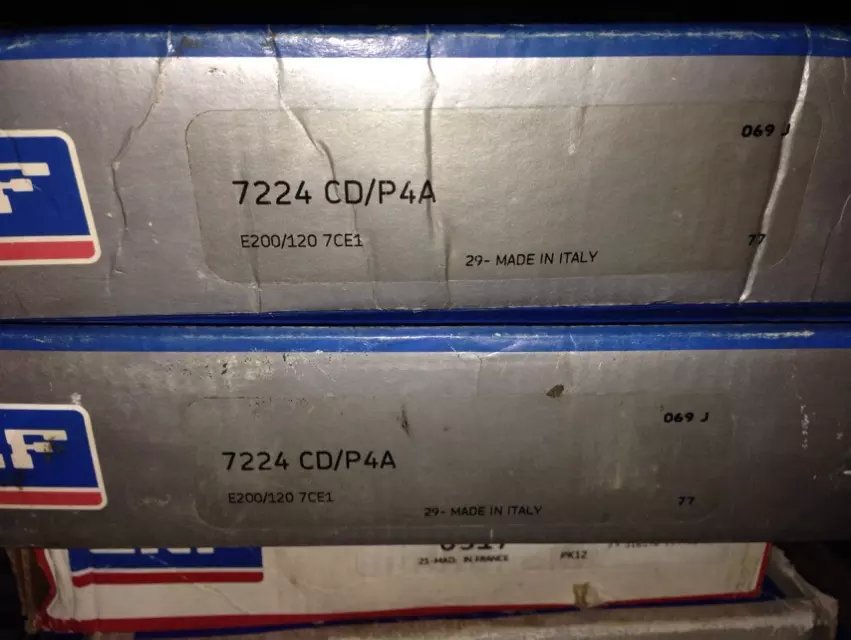 069 J
7224 CD/P4A
E200/120 7CE1
77
29- MADE IN ITALY
069 J
7224 CD/P4A
E200/120 7CE1
77
29- MADE IN ITALY
PK12